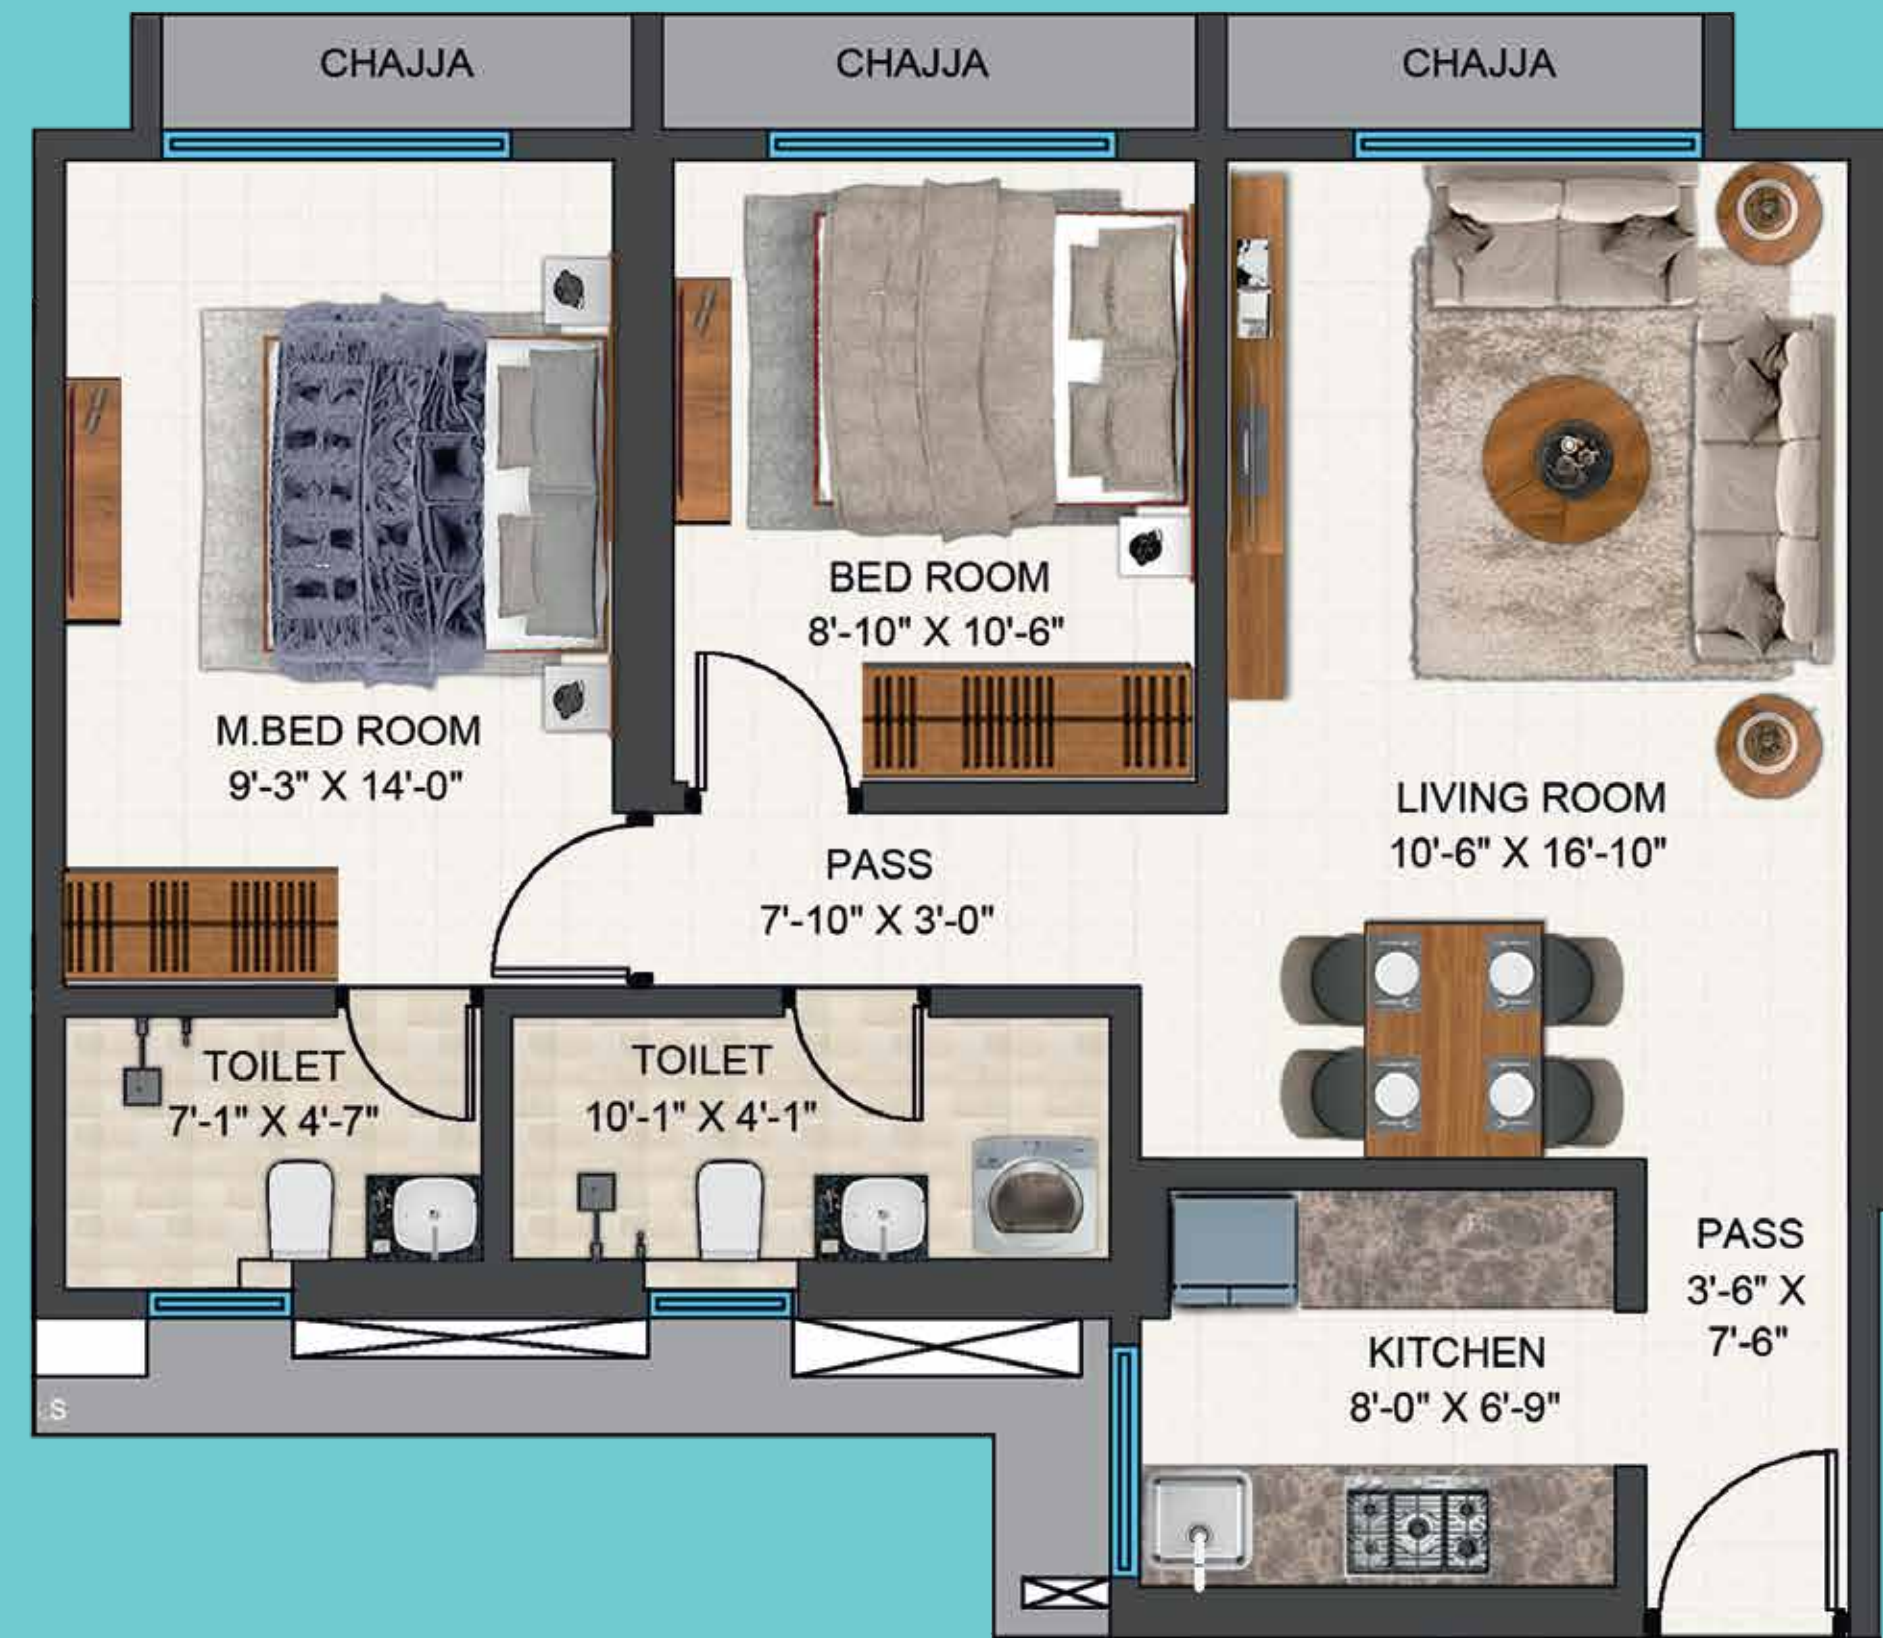 CHAJJA
CHAJJA
CHAJJA
BED ROOM
8'-10" X 10'-6"
M.BED ROOM
9'-3" X 14'-0"
LIVING ROOM
10'-6" X 16'-10"
PASS
7'-10" X 3'-0"
TOILET
7'-1" X 4'-7"
TOILET
10'-1" X 4'-1"
PASS
3'-6" X
7'-6"
KITCHEN
8'-0" X 6'-9"